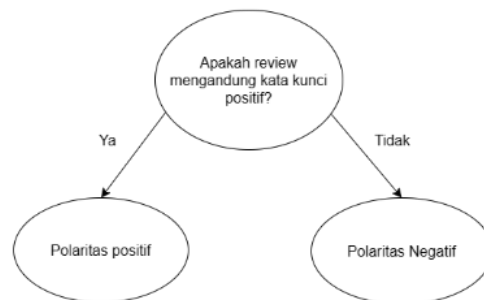 Apakah review
mengandung kata kunci
positif?
Ya
Tidak
Polaritas positif
Polaritas Negatif